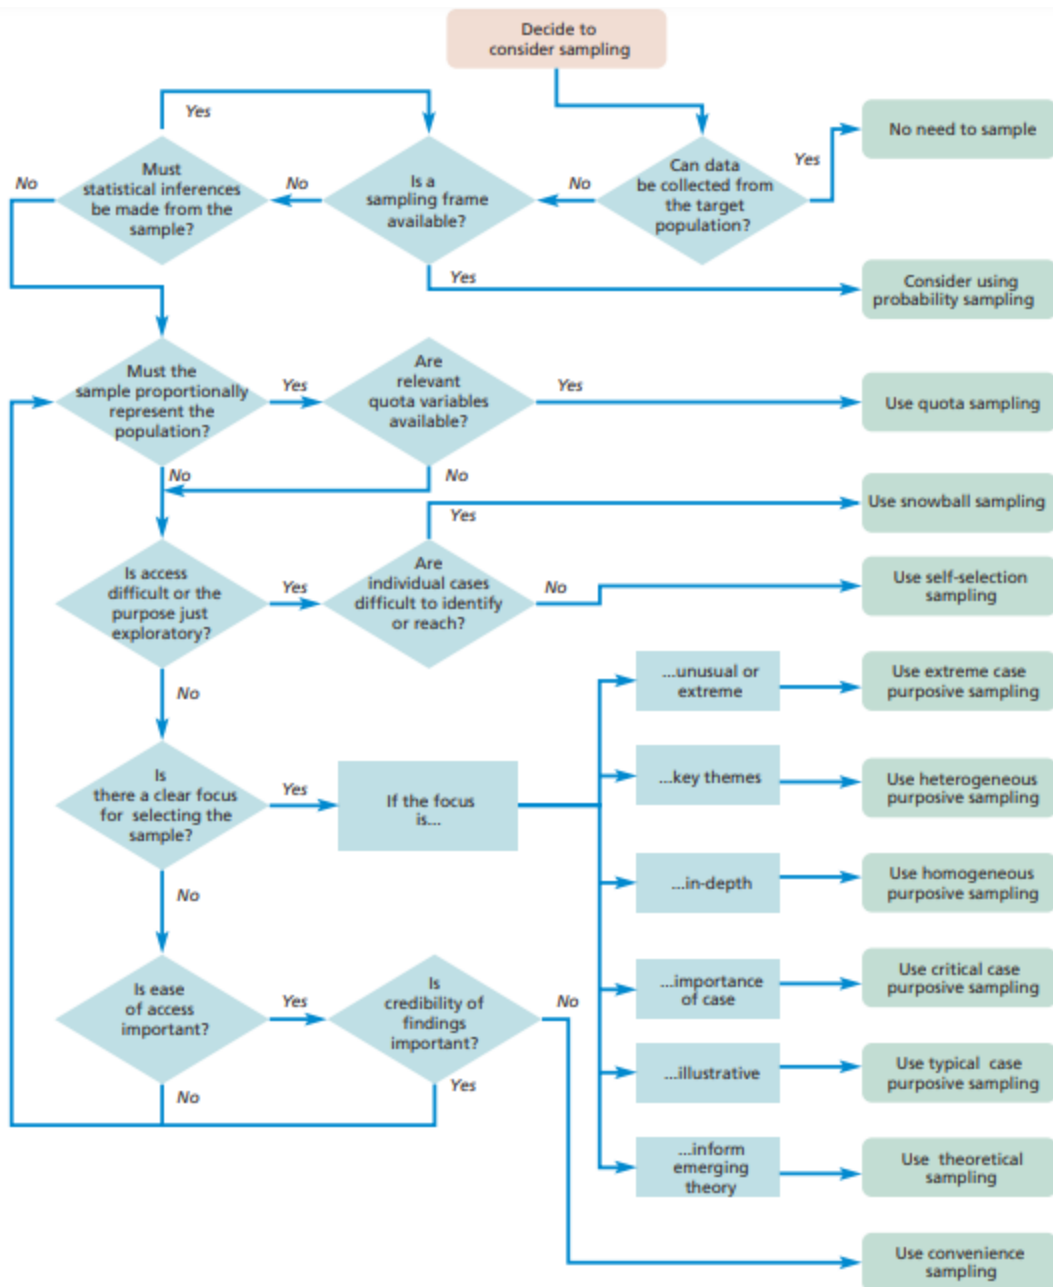 Decide to
consider sampling
Yes
No need to sample
Must
statistical inferences
be made from the
sample?
No
No
Is a
sampling frame
available?
No
Can data
be collected from
the target
population?
Yes
Yes
Consider using
probability sampling
Must the
sample proportionally
represent the
population?
Yes
Are
relevant
quota variables
available?
Yes
Use quota sampling
No
No
Yes
Use snowball sampling
Is access
difficult or the
purpose just
exploratory?
Yes
Are
individual cases
difficult to identify
or reach?
No
Use self-selection
sampling
No
...unusual or
extreme
Use extreme case
purposive sampling
Is
there a clear focus
for selecting the
sample?
Yes
If the focus
is...
...key themes
Use heterogeneous
purposive sampling
No
...in-depth
Use homogeneous
purposive sampling
Is ease
of access
important?
Yes
Is
credibility of
findings
important?
No
...importance
of case
Use critical case
purposive sampling
No
Yes
...illustrative
Use typical case
purposive sampling
...inform
emerging
theory
Use theoretical
sampling
Use convenience
sampling